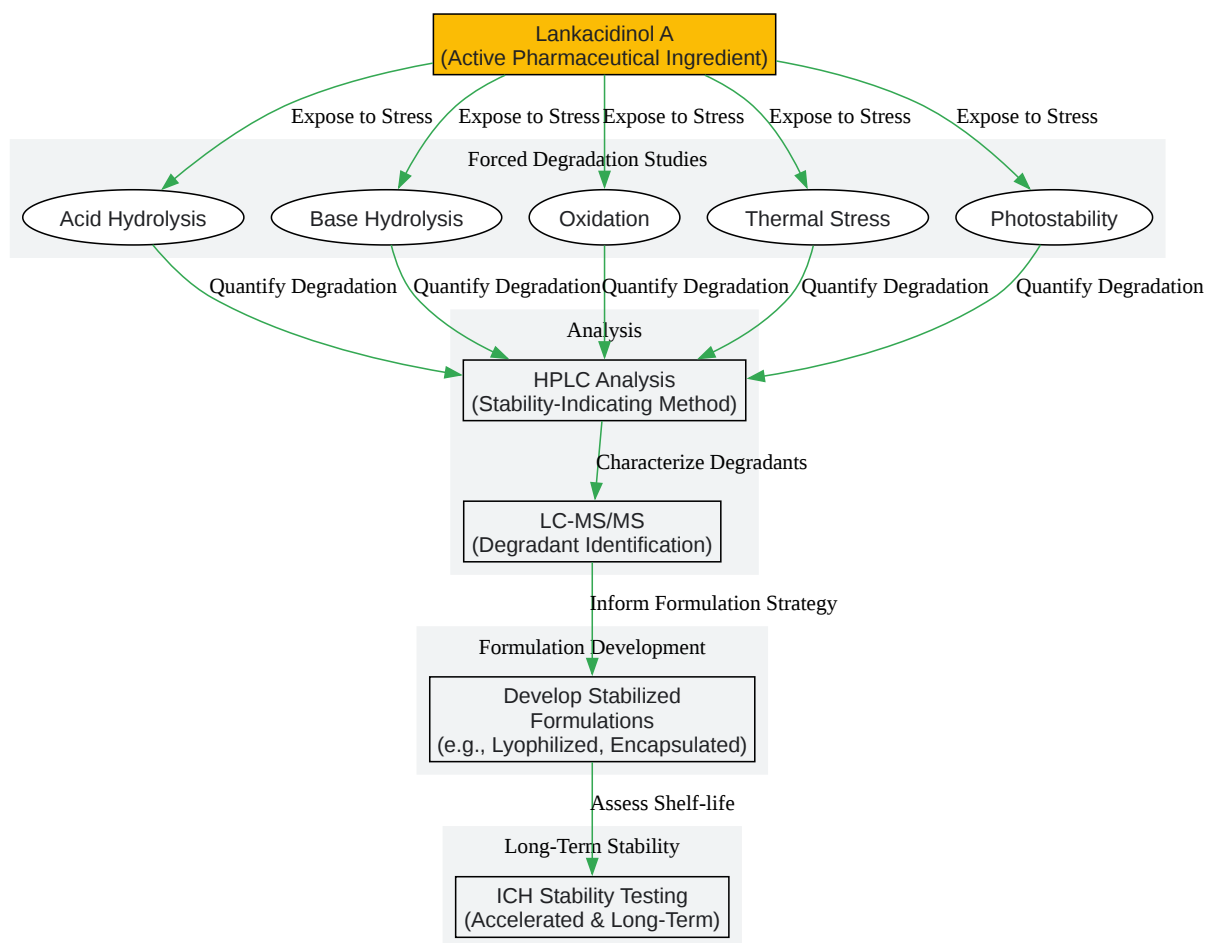 Lankacidinol A
(Active Pharmaceutical Ingredient)
Expose to Stress
Expose to Stress
Expose to Stress
Expose to Stress
Expose to Stress
Forced Degradation Studies
Acid Hydrolysis
Base Hydrolysis
Oxidation
Thermal Stress
Photostability
Quantify Degradation
Quantify Degradation
Quantify Degradation
Quantify Degradation
Quantify Degradation
Analysis
HPLC Analysis
(Stability-Indicating Method)
Characterize Degradants
LC-MS/MS
(Degradant Identification)
Inform Formulation Strategy
Formulation Development
Develop Stabilized
Formulations
(e.g., Lyophilized, Encapsulated)
Assess Shelf-life
Long-Term Stability
ICH Stability Testing
(Accelerated & Long-Term)